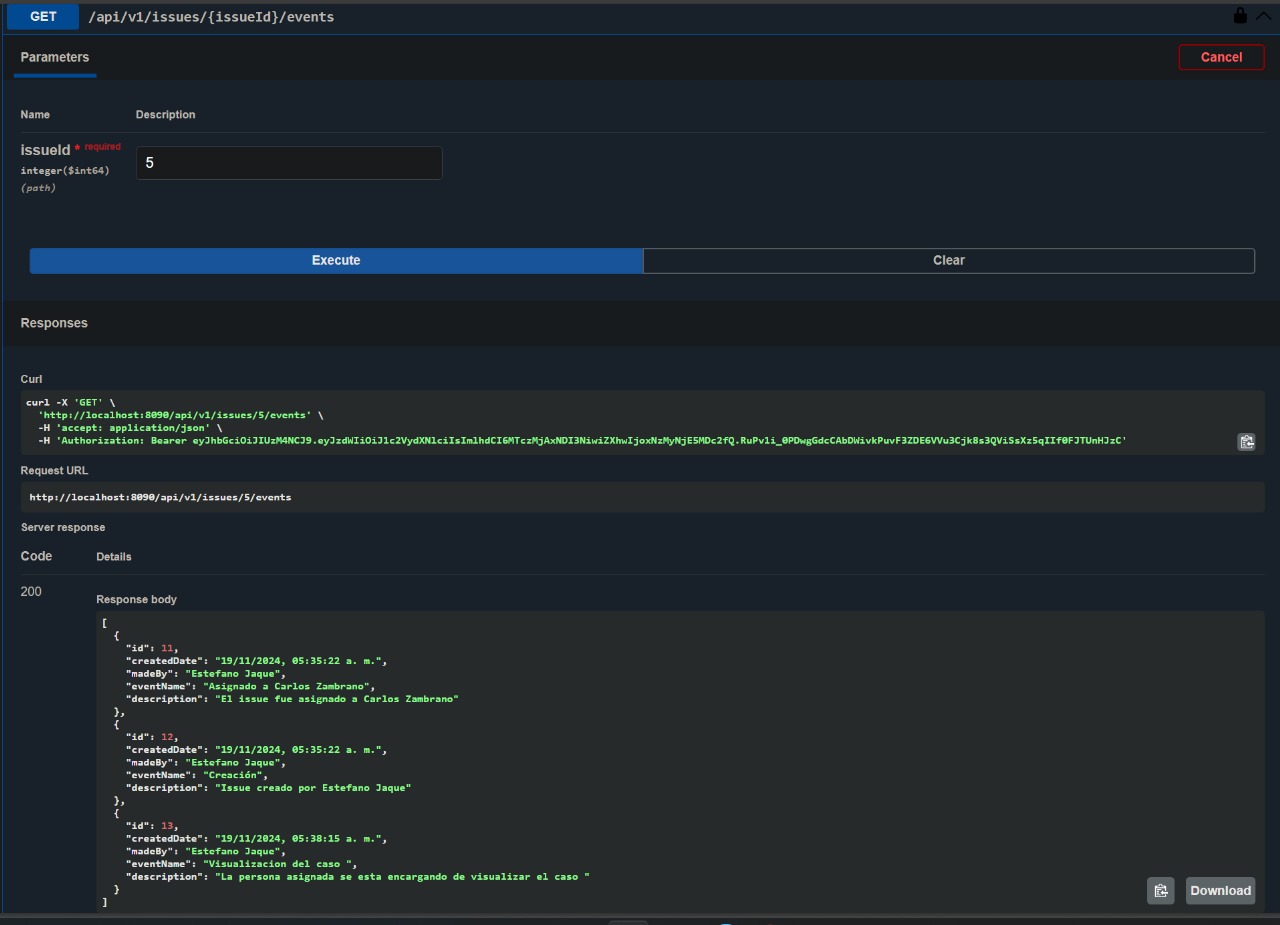 GET /api/v1/issues/{issueId}/events
Parameters
Cancel
Name Description
issueId * required
integer($int64)
(path)
5
Execute Clear
Responses
Curl
curl -X 'GET' \
'http://localhost:8090/api/v1/issues/5/events' \
-H 'accept: application/json' \
-H 'Authorization: Bearer
Request URL
http://localhost:8090/api/v1/issues/5/events
Server response
Code Details
200
Response body
[
{
"id": 11,
"createdDate": "19/11/2024, 05:35:22 a. m.",
"madeBy": "Estefano Jaque",
"eventName": "Asignado a Carlos Zambrano",
"description": "El issue fue asignado a Carlos Zambrano"
},
{
"id": 12,
"createdDate": "19/11/2024, 05:35:22 a. m.",
"madeBy": "Estefano Jaque",
"eventName": "Creación",
"description": "Issue creado por Estefano Jaque"
},
{
"id": 13,
"createdDate": "19/11/2024, 05:38:15 a. m.",
"madeBy": "Estefano Jaque",
"eventName": "Visualizacion del caso ",
"description": "La persona asignada se esta encargando de visualizar el caso "
}
]
Download